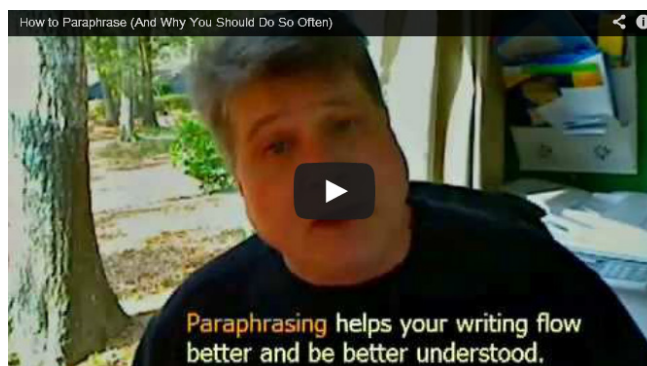 How to Paraphrase (And Why You Should Do So Often)
Paraphrasing helps your writing flow
better and be better understood.